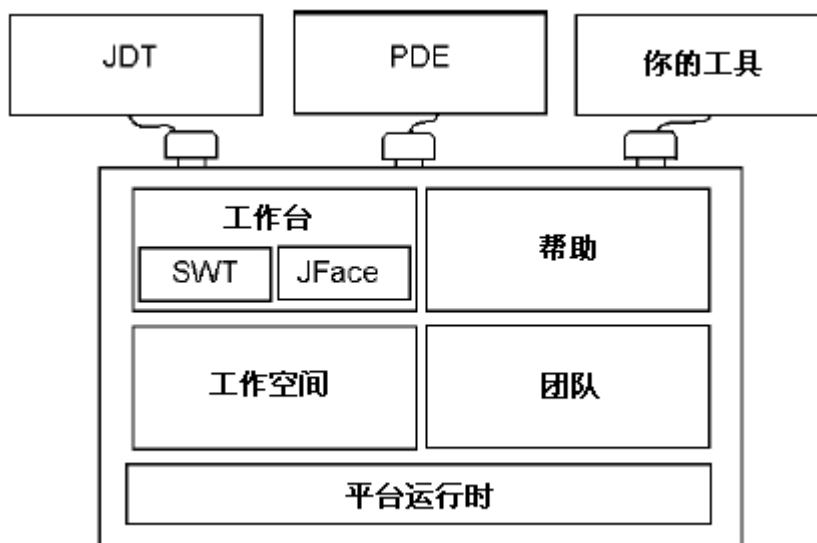 JDT
PDE
你的工具
工作台
SWT
JFace
帮助
工作空间
团队
平台运行时